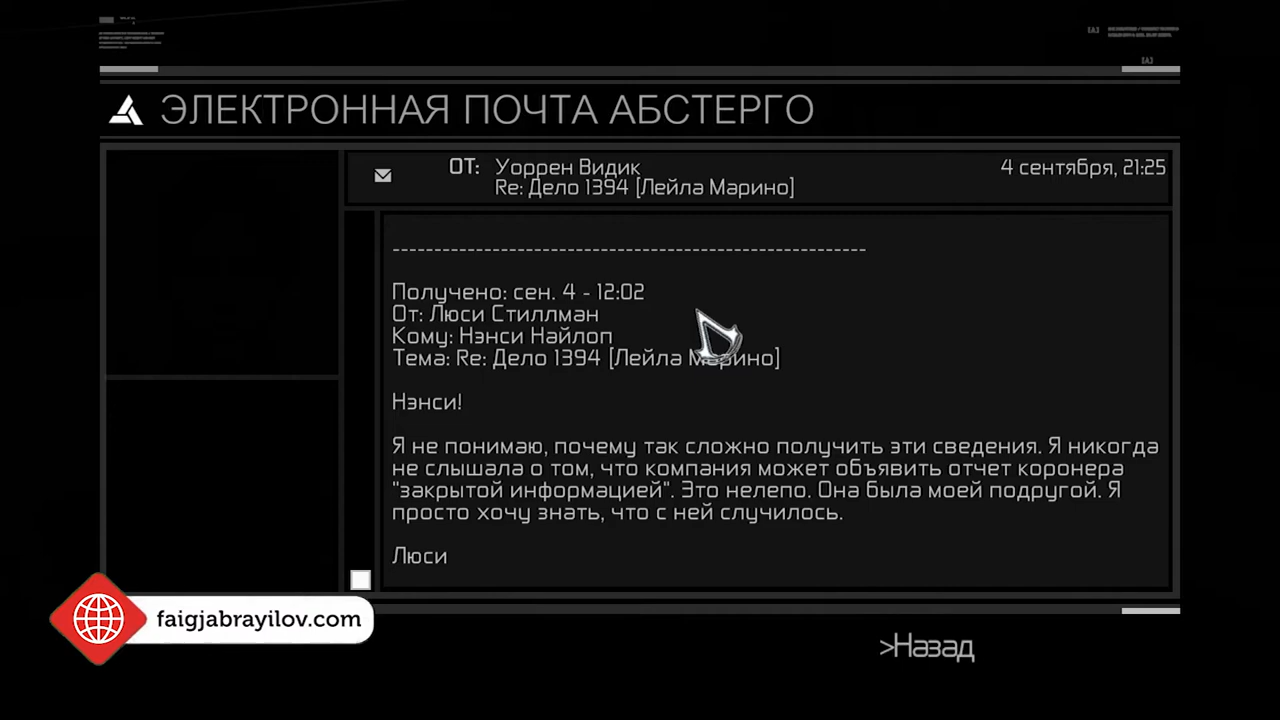 ЭЛЕКТРОННАЯ ПОЧТА АБСТЕРГО
ОТ: Уоррен Видик
4 сентября, 21:25
Re: Дело 1394 [Лейла Марино]
------------------------------------------------------------
Получено: сен. 4 - 12:02
От: Люси Стиллман
Кому: Нэнси Найлоп
Тема: Re: Дело 1394 [Лейла Марино]
Нэнси!
Я не понимаю, почему так сложно получить эти сведения. Я никогда
не слышала о том, что компания может объявить отчет коронера
"закрытой информацией". Это нелепо. Она была моей подругой. Я
просто хочу знать, что с ней случилось.
Люси
faigjabrayilov.com
>Назад